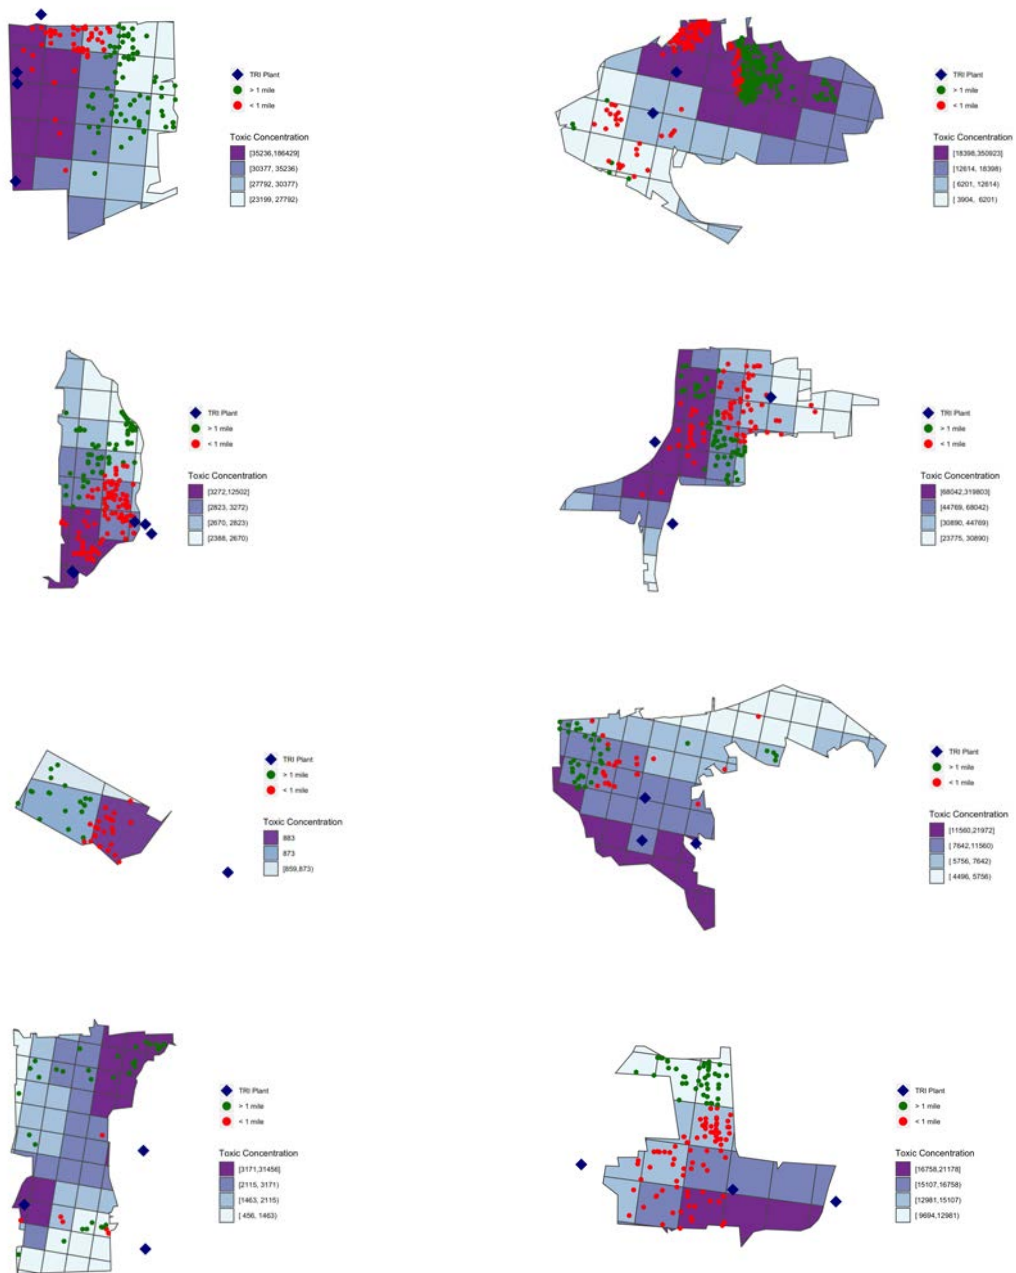 TRI Plant
> 1 mile
< 1 mile
Toxic Concentration
[35236,186429]
[30377, 35236)
[27792, 30377)
[23199, 27792)
TRI Plant
> 1 mile
< 1 mile
Toxic Concentration
[18398,350923]
[12614, 18398)
[ 6201, 12614)
[ 3904, 6201)
TRI Plant
> 1 mile
< 1 mile
Toxic Concentration
[3272,12502]
[2823, 3272)
[2670, 2823)
[2388, 2670)
TRI Plant
> 1 mile
< 1 mile
Toxic Concentration
[68042,319803]
[44769, 68042)
[30890, 44769)
[23775, 30890)
TRI Plant
> 1 mile
< 1 mile
Toxic Concentration
883
873
[859,873)
TRI Plant
> 1 mile
< 1 mile
Toxic Concentration
[11560,21972]
[ 7642,11560)
[ 5756, 7642)
[ 4496, 5756)
TRI Plant
> 1 mile
< 1 mile
Toxic Concentration
[3171,31456]
[2115, 3171)
[1463, 2115)
[ 456, 1463)
TRI Plant
> 1 mile
< 1 mile
Toxic Concentration
[16758,21178]
[15107,16758)
[12981,15107)
[ 9694,12981)